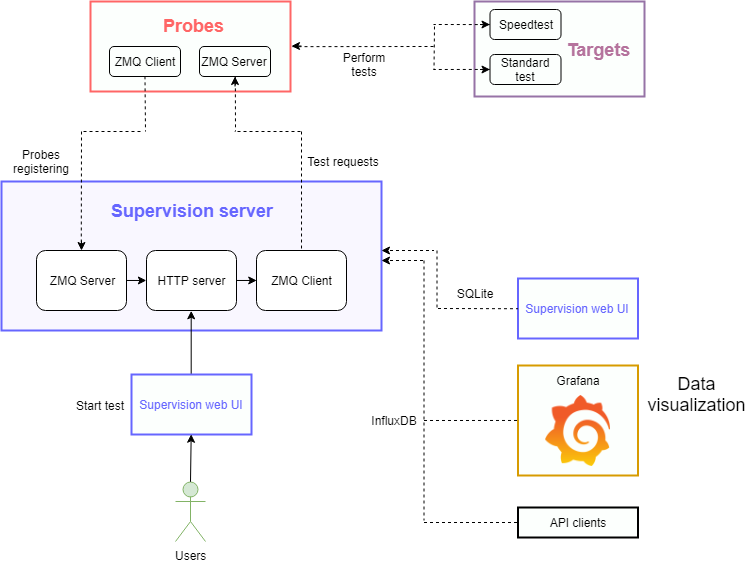 Probes
ZMQ Client
ZMQ Server
Perform
tests
Speedtest
Standard
test
Targets
Probes
registering
Test requests
Supervision server
ZMQ Server
HTTP server
ZMQ Client
SQLite
Supervision web UI
Start test
Supervision web UI
InfluxDB
Grafana
Data
visualization
API clients
Users